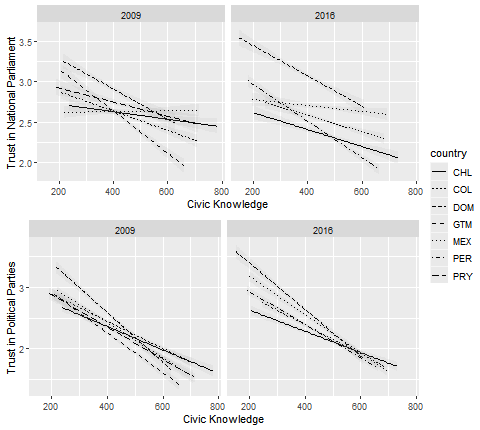 2009
2016
Trust in National Parliament
3.5
3.0
2.5
2.0
200
400
600
800
200
400
600
800
Civic Knowledge
2009
2016
Trust in Political Parties
3
2
200
400
600
800
200
400
600
800
Civic Knowledge
country
CHL
COL
DOM
GTM
MEX
PER
PRY